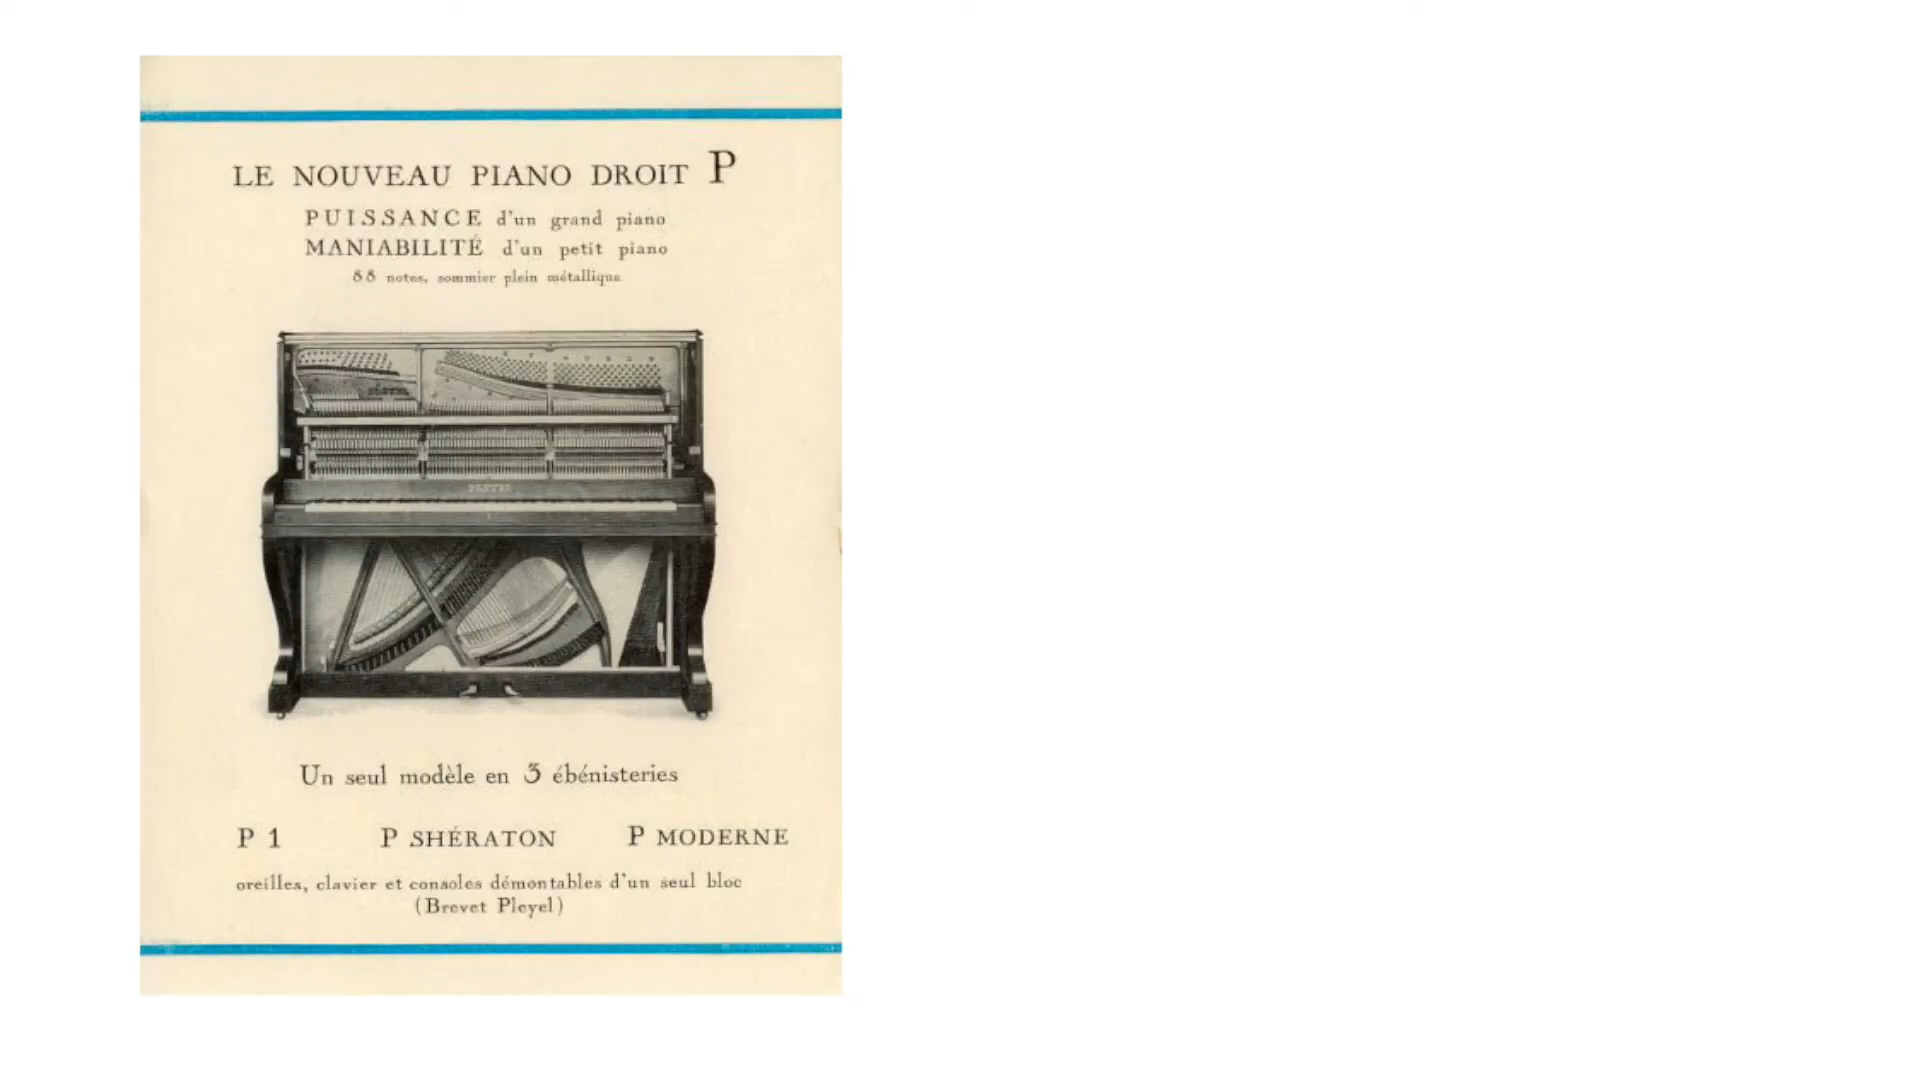 LE NOUVEAU PIANO DROIT P
PUISSANCE d'un grand piano
MANIABILITÉ d'un petit piano
88 notes, sommier plein métallique
PLEYEL
Un seul modèle en 3 ébénisteries
P 1 P SHÉRATON P MODERNE
oreilles, clavier et consoles démontables d'un seul bloc
(Brevet Pleyel)